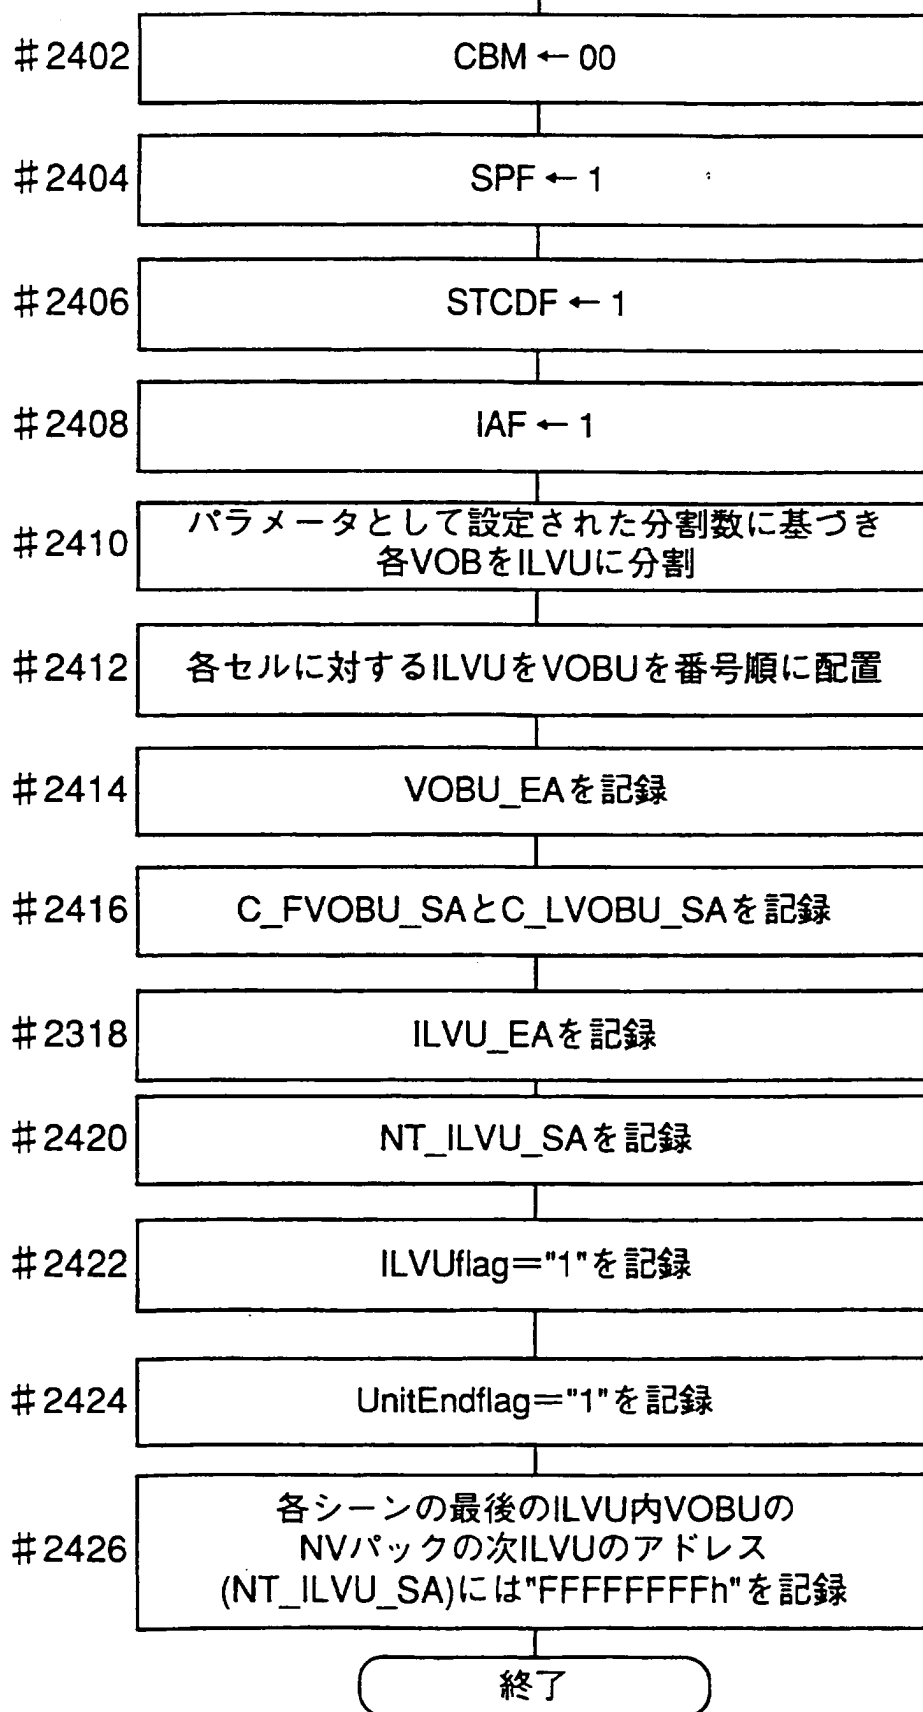 #2402 CBM ← 00
#2404 SPF ← 1
#2406 STCDF ← 1
#2408 IAF ← 1
#2410 パラメータとして設定された分割数に基づき
各VOBをILVUに分割
#2412 各セルに対するILVUをVOBUを番号順に配置
#2414 VOBU_EAを記録
#2416 C_FVOBU_SAとC_LVOBU_SAを記録
#2318 ILVU_EAを記録
#2420 NT_ILVU_SAを記録
#2422 ILVUflag="1"を記録
#2424 UnitEndflag="1"を記録
#2426 各シーンの最後のILVU内VOBUの
NVパックの次ILVUのアドレス
(NT_ILVU_SA)には"FFFFFFFFh"を記録
終了